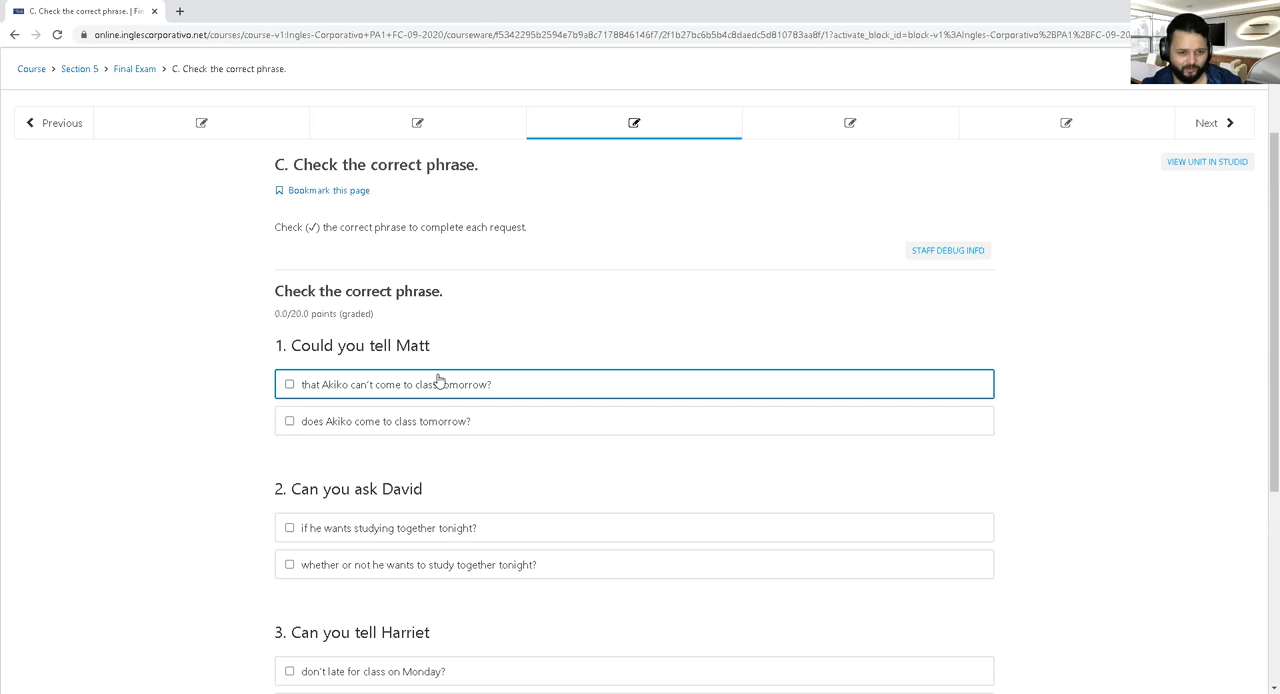 C. Check the correct phrase. | Fin
online.inglescorporativo.net/courses/course-v1:Ingles-Corporativo+PA1+FC-09-2020/courseware/f5342295b2594f7b9a8c7178846146f7/2f1b27bc6b5b4c8daedc5d810783aa8f/1?activate_block_id=block-v1%3AIngles-Corporativo%2BPA1%2BFC-09-20
Course > Section 5 > Final Exam > C. Check the correct phrase.
Previous
Next
C. Check the correct phrase.
VIEW UNIT IN STUDIO
Bookmark this page
Check (✓) the correct phrase to complete each request.
STAFF DEBUG INFO
Check the correct phrase.
0.0/20.0 points (graded)
1. Could you tell Matt
that Akiko can't come to class tomorrow?
does Akiko come to class tomorrow?
2. Can you ask David
if he wants studying together tonight?
whether or not he wants to study together tonight?
3. Can you tell Harriet
don't late for class on Monday?